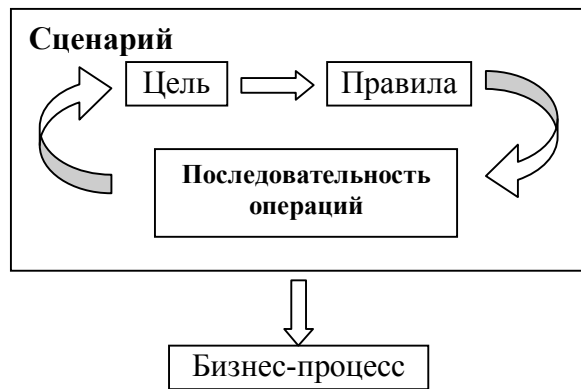 Сценарий
Цель
Правила
Последовательность
операций
Бизнес-процесс